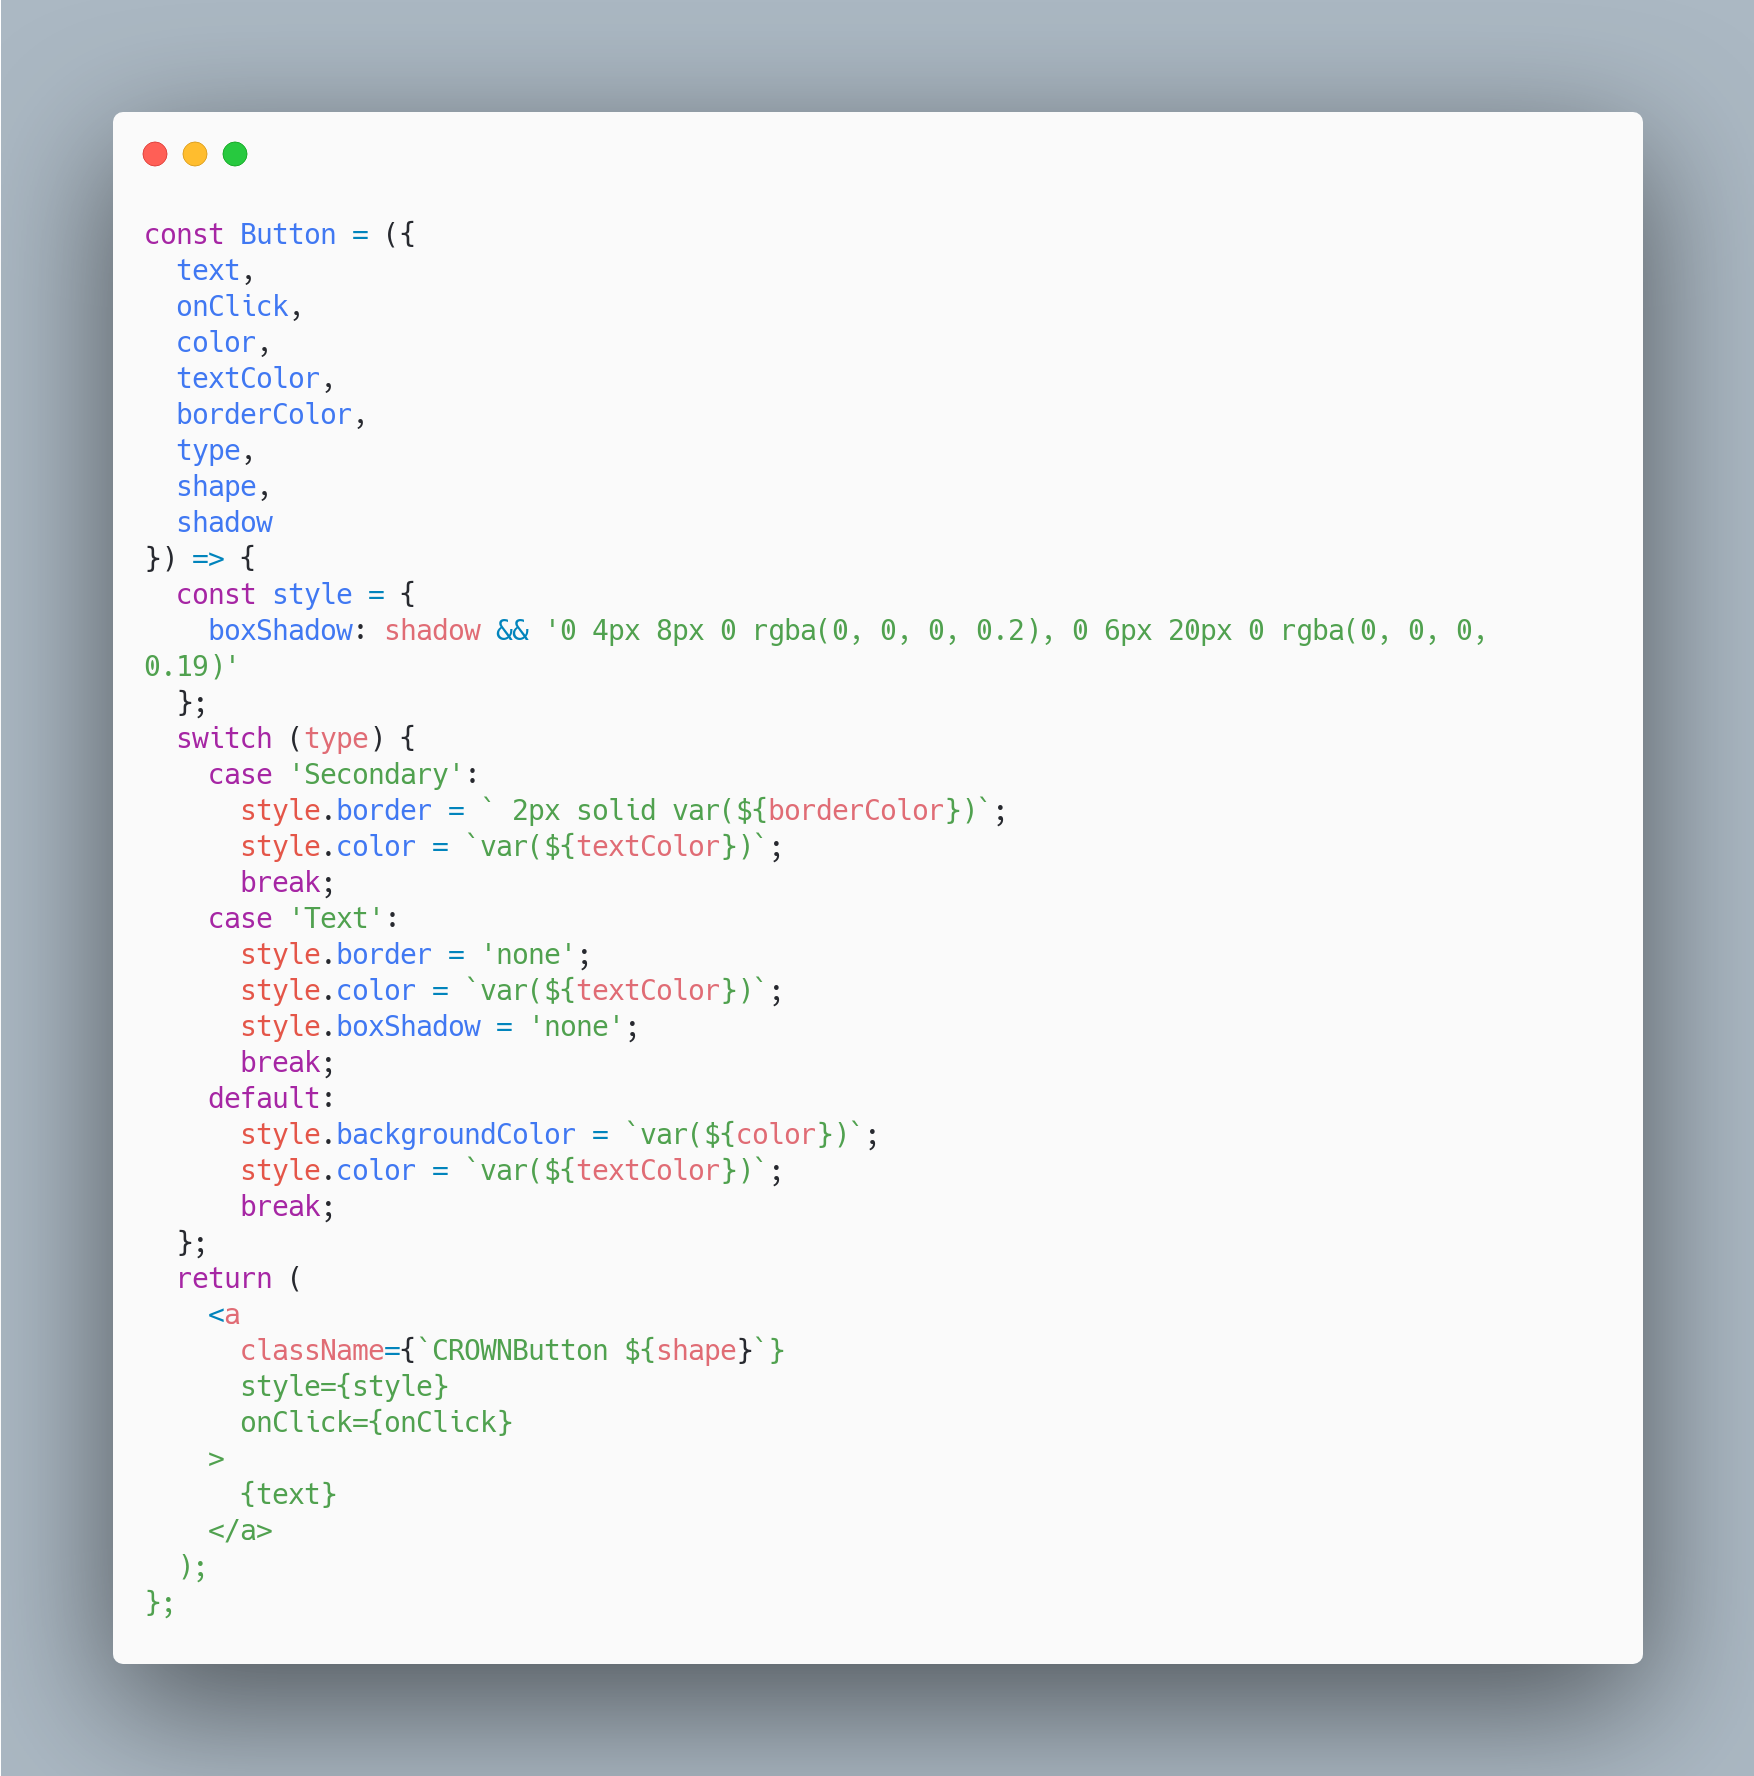 const Button = ({
  text,
  onClick,
  color,
  textColor,
  borderColor,
  type,
  shape,
  shadow
}) => {
  const style = {
    boxShadow: shadow && '0 4px 8px 0 rgba(0, 0, 0, 0.2), 0 6px 20px 0 rgba(0, 0, 0,
0.19)'
  };
  switch (type) {
    case 'Secondary':
      style.border = ` 2px solid var(${borderColor})`;
      style.color = `var(${textColor})`;
      break;
    case 'Text':
      style.border = 'none';
      style.color = `var(${textColor})`;
      style.boxShadow = 'none';
      break;
    default:
      style.backgroundColor = `var(${color})`;
      style.color = `var(${textColor})`;
      break;
  };
  return (
    <a
      className={`CROWNButton ${shape}`}
      style={style}
      onClick={onClick}
    >
      {text}
    </a>
  );
};